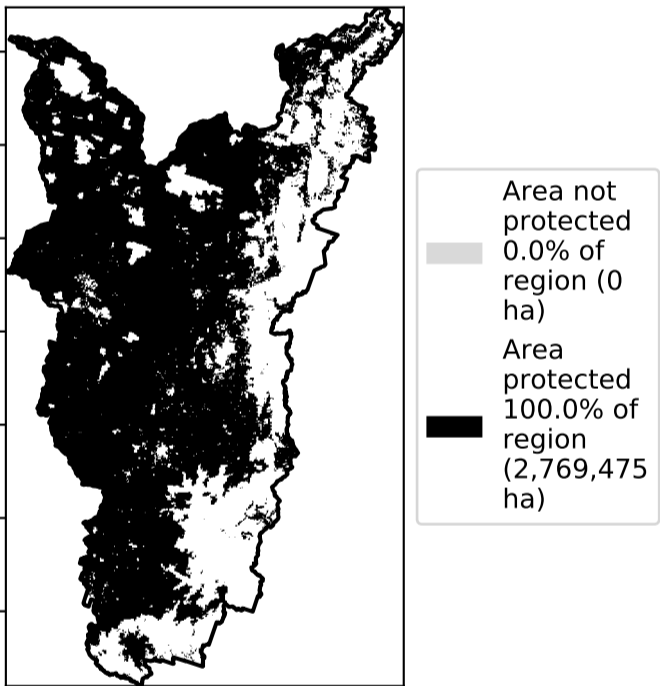 Area not
protected
0.0% of
region (0
ha)
Area
protected
100.0% of
region
(2,769,475
ha)